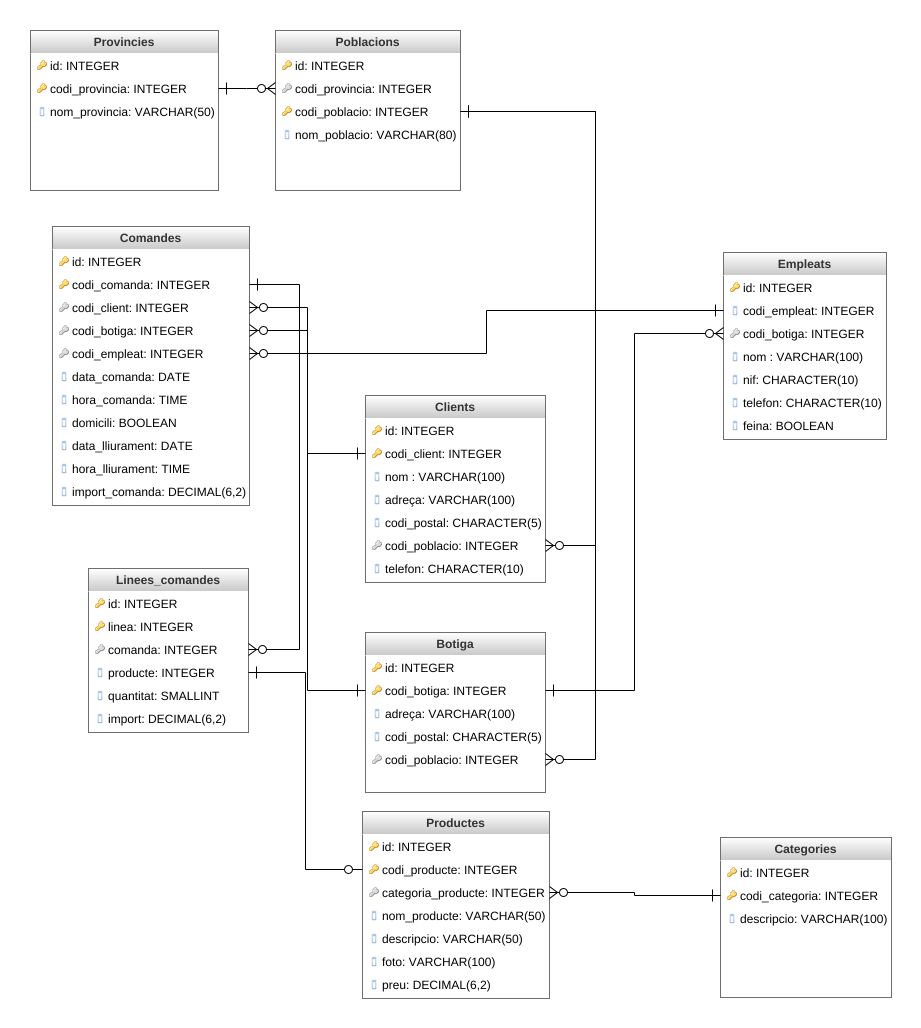 Provincies
id: INTEGER
codi_provincia: INTEGER
nom_provincia: VARCHAR(50)
Poblacions
id: INTEGER
codi_provincia: INTEGER
codi_poblacio: INTEGER
nom_poblacio: VARCHAR(80)
Comandes
id: INTEGER
codi_comanda: INTEGER
codi_client: INTEGER
codi_botiga: INTEGER
codi_empleat: INTEGER
data_comanda: DATE
hora_comanda: TIME
domicili: BOOLEAN
data_lliurament: DATE
hora_lliurament: TIME
import_comanda: DECIMAL(6,2)
Empleats
id: INTEGER
codi_empleat: INTEGER
codi_botiga: INTEGER
nom : VARCHAR(100)
nif: CHARACTER(10)
telefon: CHARACTER(10)
feina: BOOLEAN
Clients
id: INTEGER
codi_client: INTEGER
nom : VARCHAR(100)
adreça: VARCHAR(100)
codi_postal: CHARACTER(5)
codi_poblacio: INTEGER
telefon: CHARACTER(10)
Linees_comandes
id: INTEGER
linea: INTEGER
comanda: INTEGER
producte: INTEGER
quantitat: SMALLINT
import: DECIMAL(6,2)
Botiga
id: INTEGER
codi_botiga: INTEGER
adreça: VARCHAR(100)
codi_postal: CHARACTER(5)
codi_poblacio: INTEGER
Productes
id: INTEGER
codi_producte: INTEGER
categoria_producte: INTEGER
nom_producte: VARCHAR(50)
descripcio: VARCHAR(50)
foto: VARCHAR(100)
preu: DECIMAL(6,2)
Categories
id: INTEGER
codi_categoria: INTEGER
descripcio: VARCHAR(100)